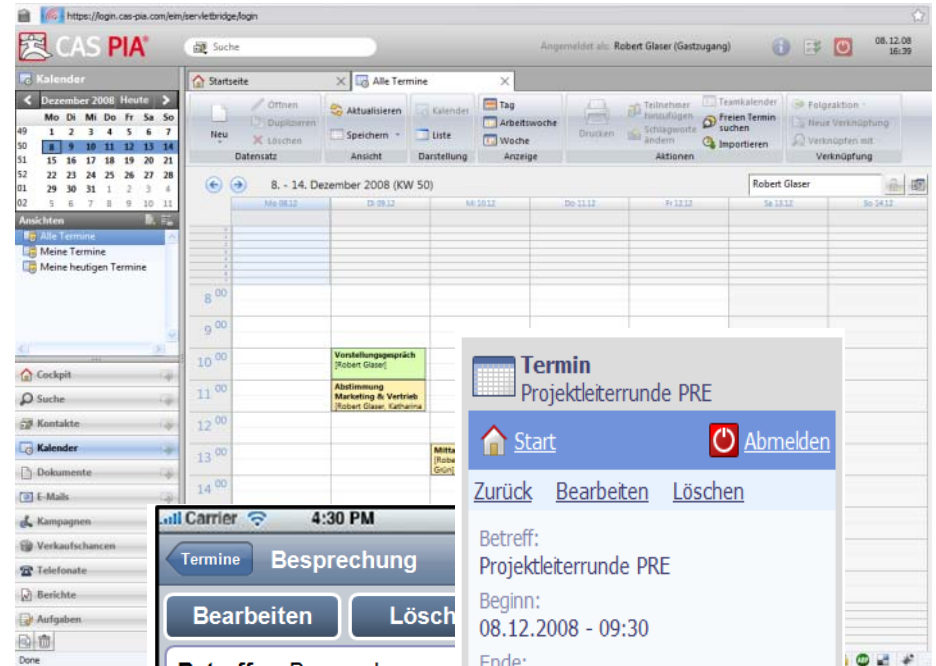 https://login.cas-pia.com/eim/servletbridge/login
CAS PIA
Suche
Angemeldet als: Robert Glaser (Gastzugang)
08.12.08
16:39
Kalender
Startseite
Alle Termine
Dezember 2008 Heute
Mo Di Mi Do Fr Sa So
49 1 2 3 4 5 6 7
50 8 9 10 11 12 13 14
51 15 16 17 18 19 20 21
52 22 23 24 25 26 27 28
01 29 30 31 1 2 3 4
02 5 6 7 8 9 10 11
Neu
Öffnen
Duplizieren
Löschen
Datensatz
Aktualisieren
Speichern
Ansicht
Kalender
Liste
Darstellung
Tag
Arbeitswoche
Woche
Anzeige
Drucken
Teilnehmer hinzufügen
Schlagworte ändern
Teamkalender
Freien Termin suchen
Importieren
Aktionen
Folgeaktion
Neue Verknüpfung
Verknüpfen mit
Verknüpfung
8. - 14. Dezember 2008 (KW 50)
Robert Glaser
Mo 08.12 Di 09.12 Mi 10.12 Do 11.12 Fr 12.12 Sa 13.12 So 14.12
Ansichten
Alle Termine
Meine Termine
Meine heutigen Termine
8 00
9 00
10 00
11 00
12 00
13 00
14 00
Vorstellungsgespräch
[Robert Glaser]
Abstimmung
Marketing & Vertrieb
[Robert Glaser, Katharina
Mitta
[Robe
Grün]
Cockpit
Suche
Kontakte
Kalender
Dokumente
E-Mails
Kampagnen
Verkaufschancen
Telefonate
Berichte
Aufgaben
Done
Carrier 4:30 PM
Termine
Besprechung
Bearbeiten
Lösch
Termin
Projektleiterrunde PRE
Start
Abmelden
Zurück Bearbeiten Löschen
Betreff:
Projektleiterrunde PRE
Beginn:
08.12.2008 - 09:30
Ende: